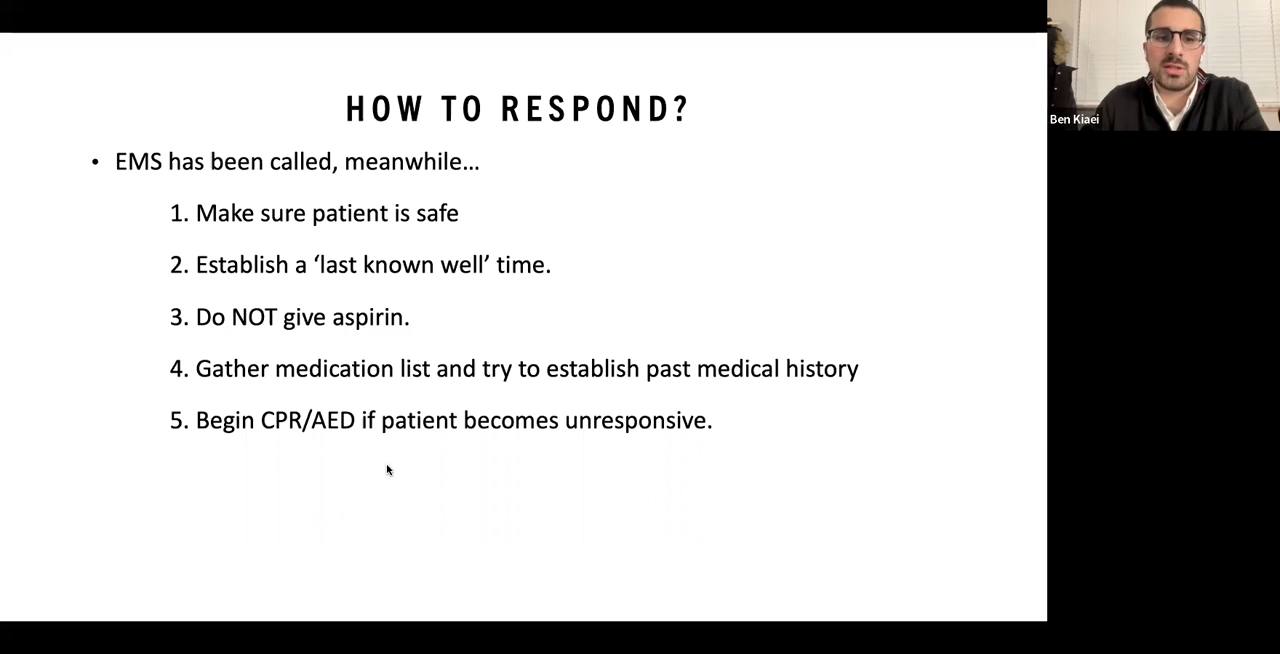 HOW TO RESPOND?
• EMS has been called, meanwhile...
1. Make sure patient is safe
2. Establish a ‘last known well’ time.
3. Do NOT give aspirin.
4. Gather medication list and try to establish past medical history
5. Begin CPR/AED if patient becomes unresponsive.
Ben Kiaei